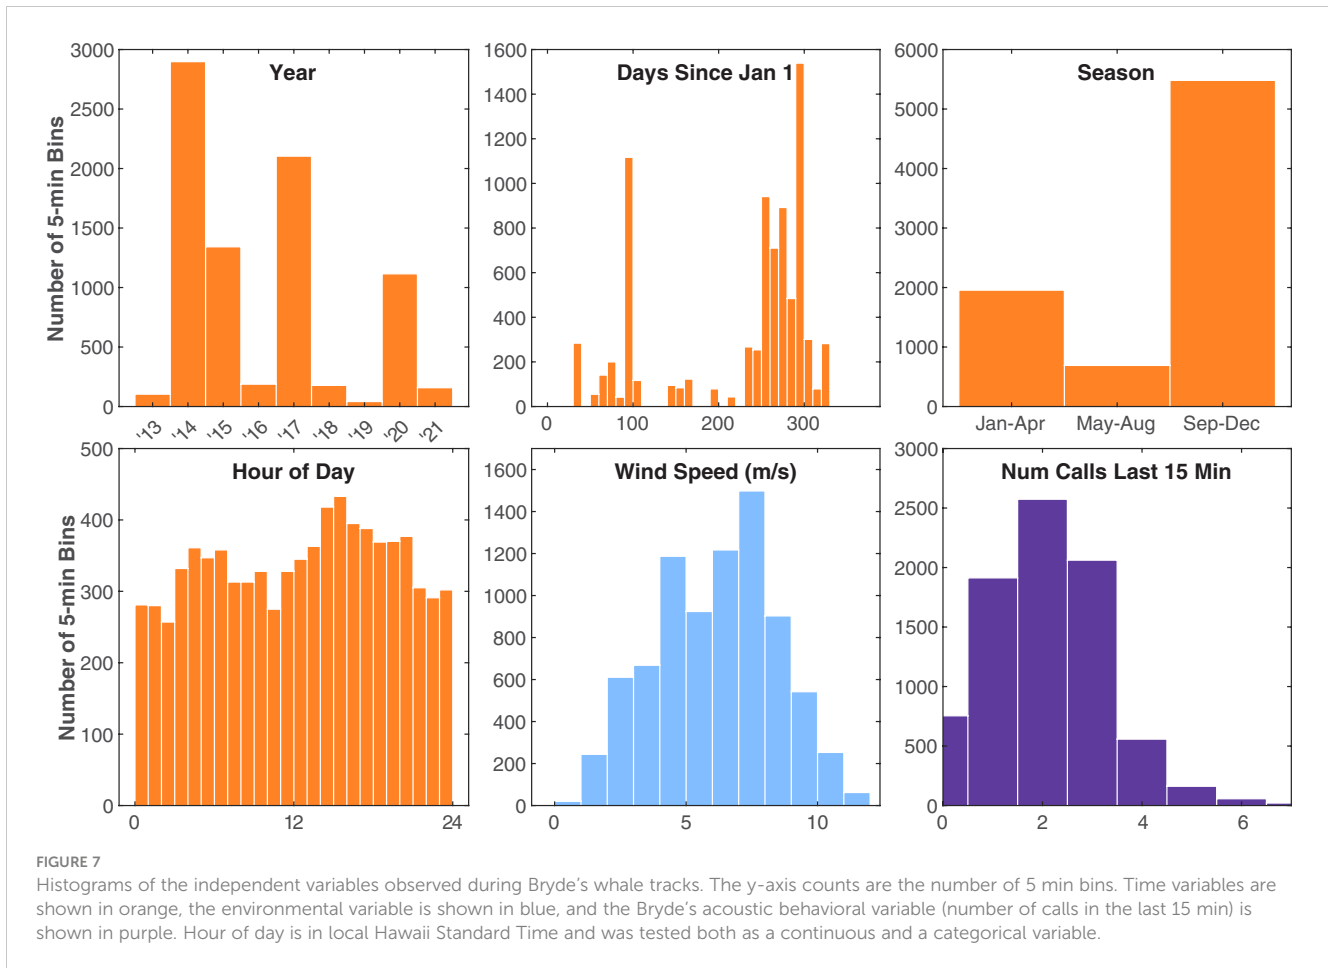 Year
Number of 5-min Bins
3000
2500
2000
1500
1000
500
0
'13 '14 '15 '16 '17 '18 '19 '20 '21
Days Since Jan 1
1600
1400
1200
1000
800
600
400
200
0
0 100 200 300
Season
6000
5000
4000
3000
2000
1000
0
Jan-Apr May-Aug Sep-Dec
Hour of Day
Number of 5-min Bins
500
400
300
200
100
0
0 12 24
Wind Speed (m/s)
1600
1400
1200
1000
800
600
400
200
0
0 5 10
Num Calls Last 15 Min
3000
2500
2000
1500
1000
500
0
0 2 4 6
FIGURE 7
Histograms of the independent variables observed during Bryde's whale tracks. The y-axis counts are the number of 5 min bins. Time variables are
shown in orange, the environmental variable is shown in blue, and the Bryde's acoustic behavioral variable (number of calls in the last 15 min) is
shown in purple. Hour of day is in local Hawaii Standard Time and was tested both as a continuous and a categorical variable.